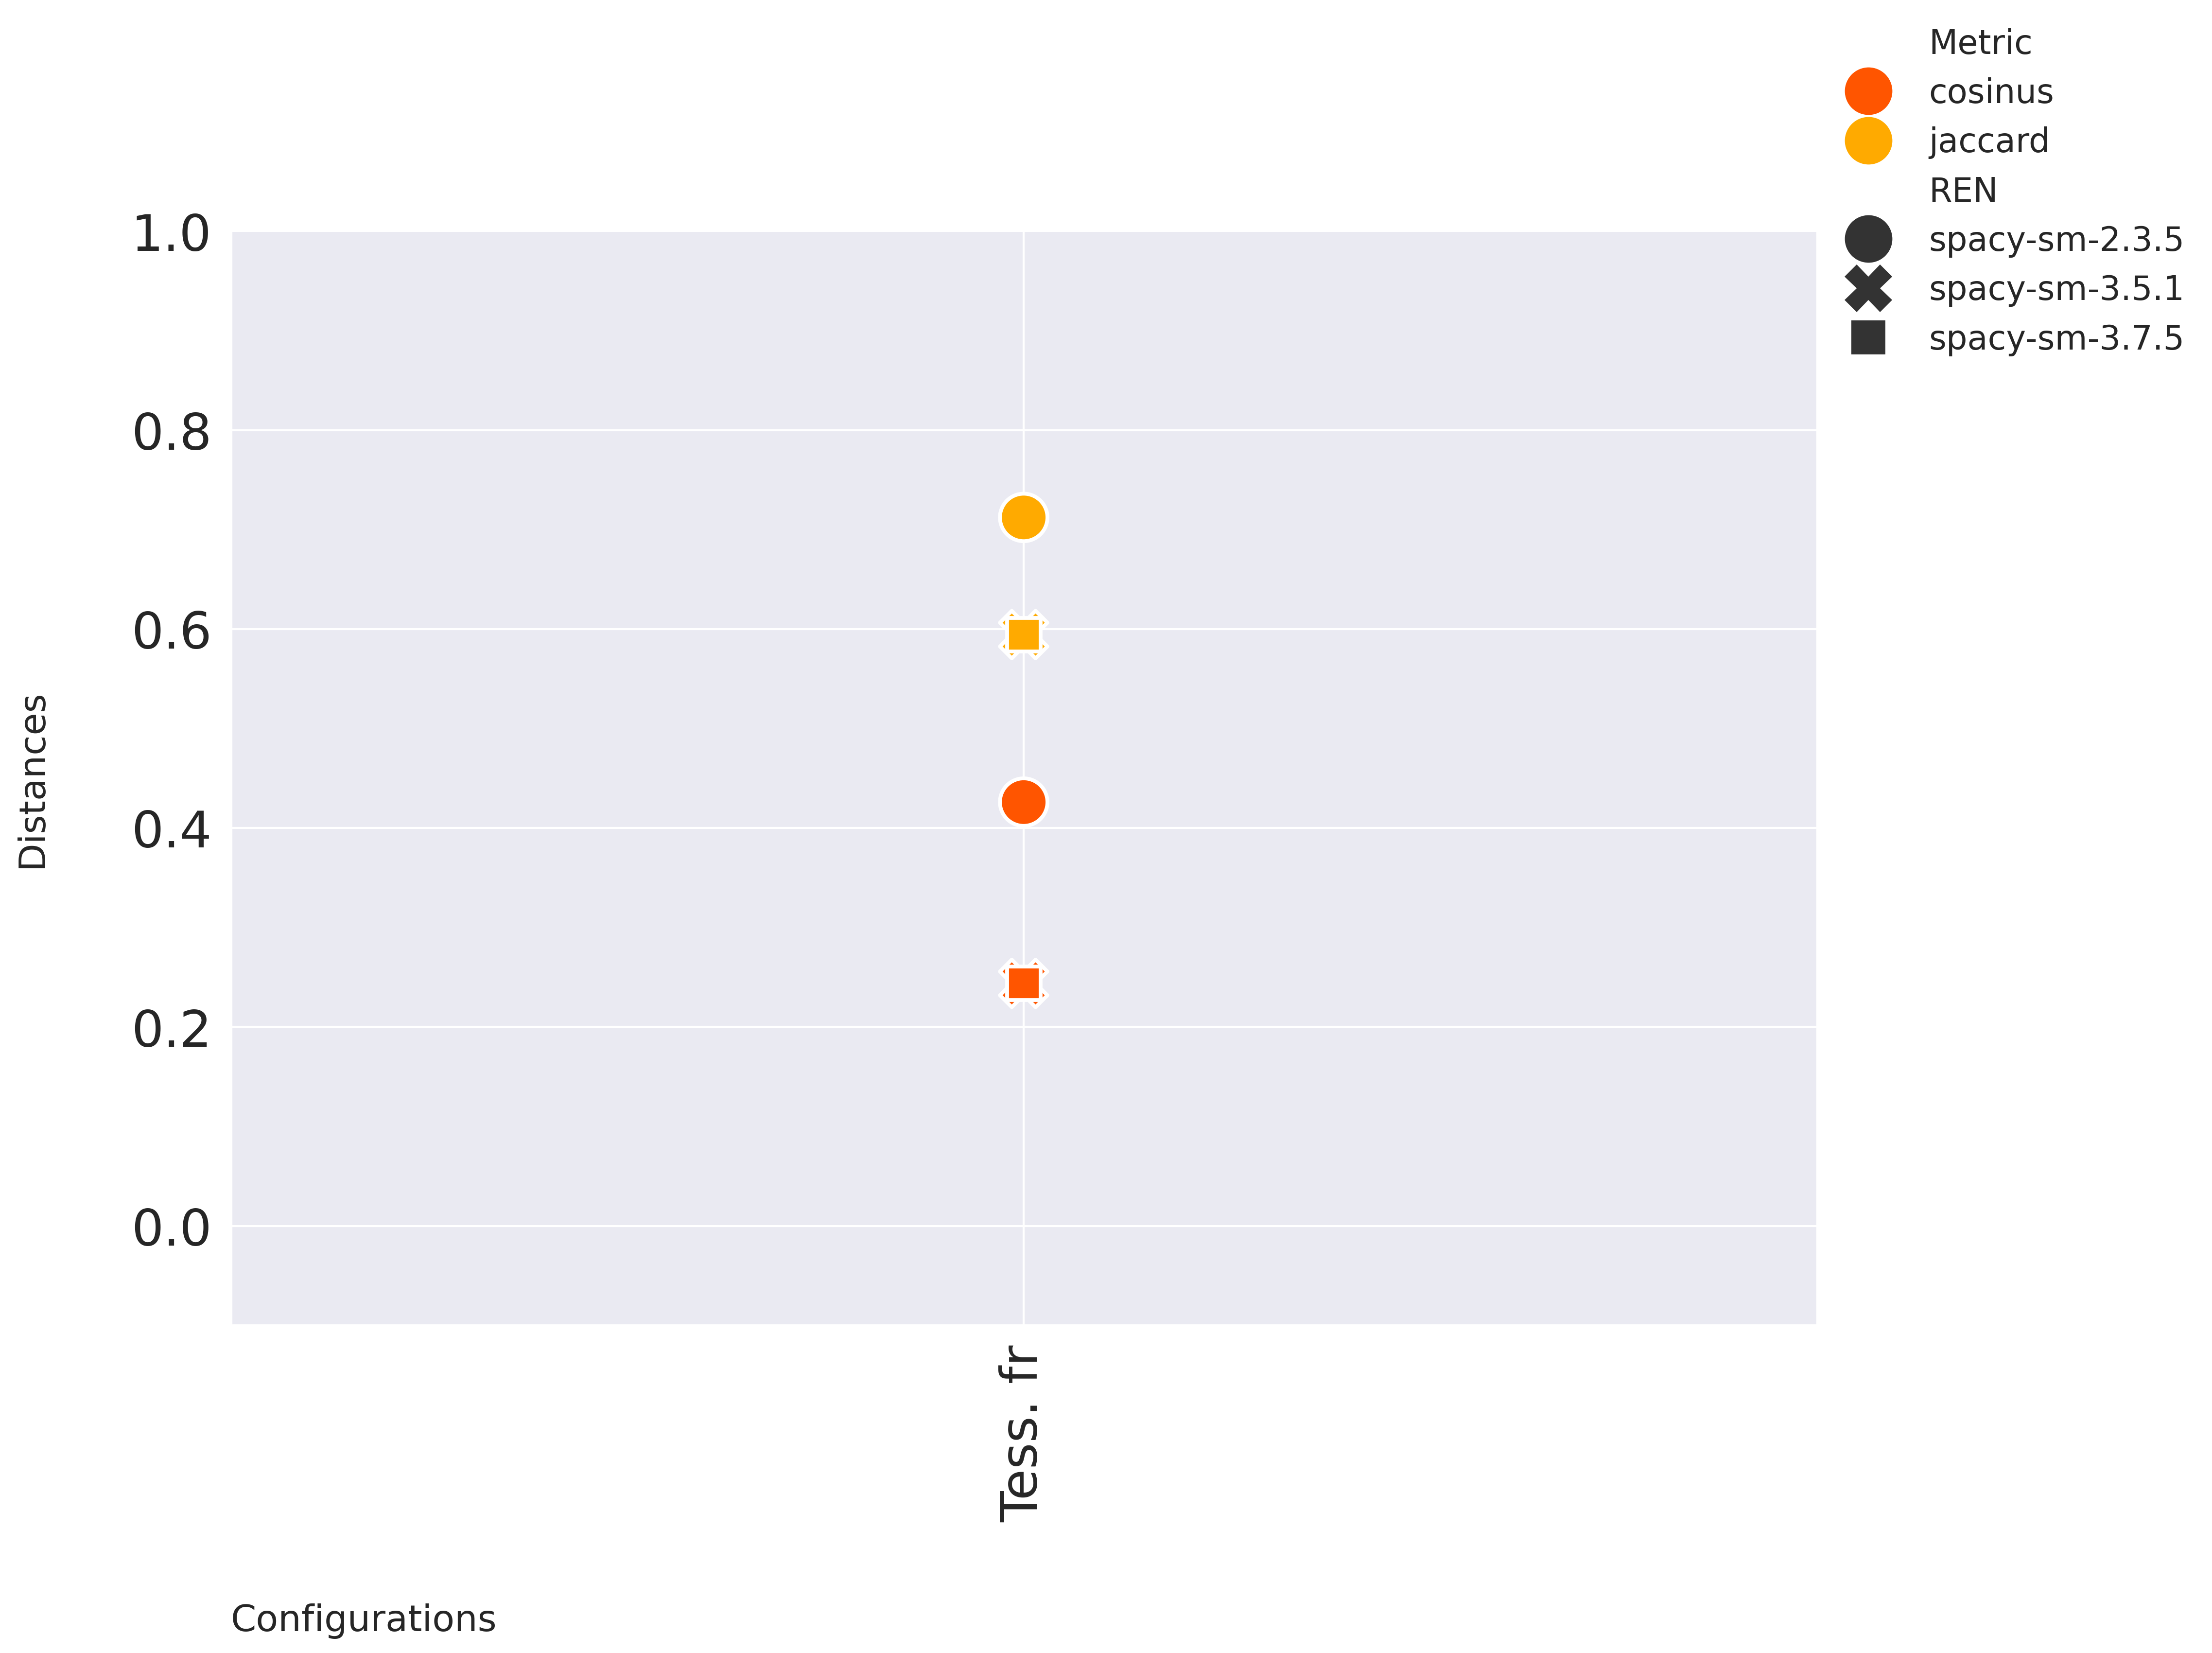 Metric
cosinus
jaccard
REN
spacy-sm-2.3.5
spacy-sm-3.5.1
spacy-sm-3.7.5
1.0
0.8
0.6
0.4
0.2
0.0
Distances
Tess. fr
Configurations